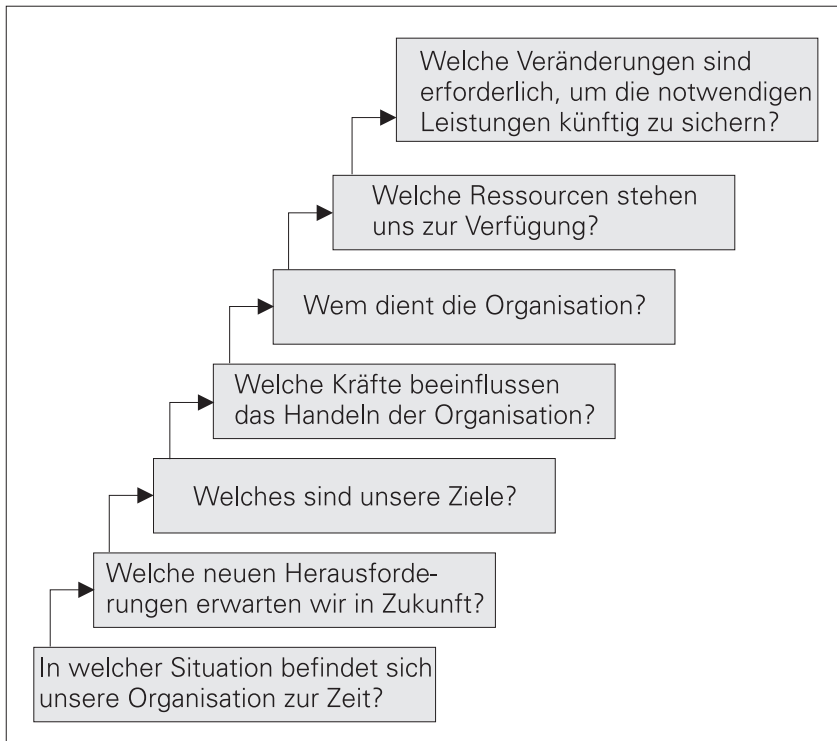 Welche Veränderungen sind
erforderlich, um die notwendigen
Leistungen künftig zu sichern?
Welche Ressourcen stehen
uns zur Verfügung?
Wem dient die Organisation?
Welche Kräfte beeinflussen
das Handeln der Organisation?
Welches sind unsere Ziele?
Welche neuen Herausforde-
rungen erwarten wir in Zukunft?
In welcher Situation befindet sich
unsere Organisation zur Zeit?